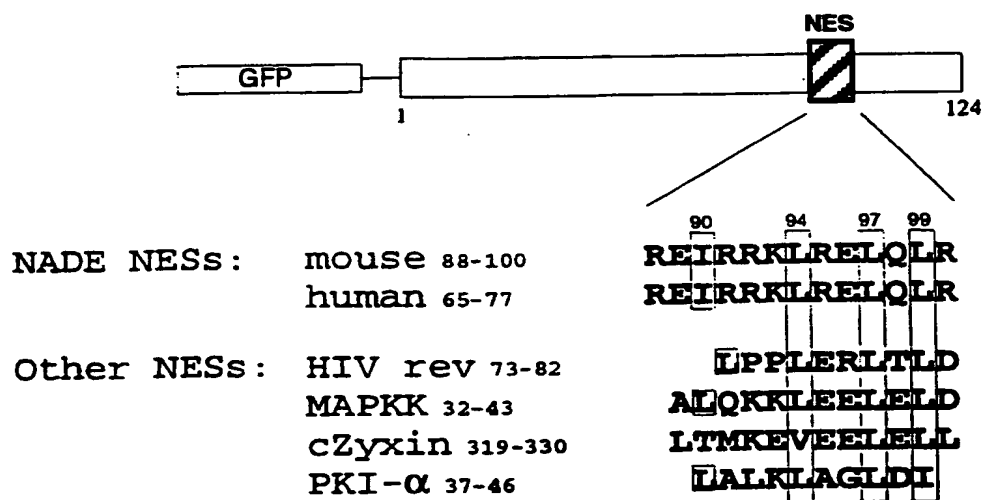 NES
GFP
1
124
90 94 97 99
NADE NESs: mouse 88-100 REIRRKLRELQLR
human 65-77 REIRRKLRELQLR
Other NESs: HIV rev 73-82 LPPLERLTLD
MAPKK 32-43 ALQKKLEELELD
cZyxin 319-330 LTMKEVEELELL
PKI-α 37-46 LALKLAGLDI